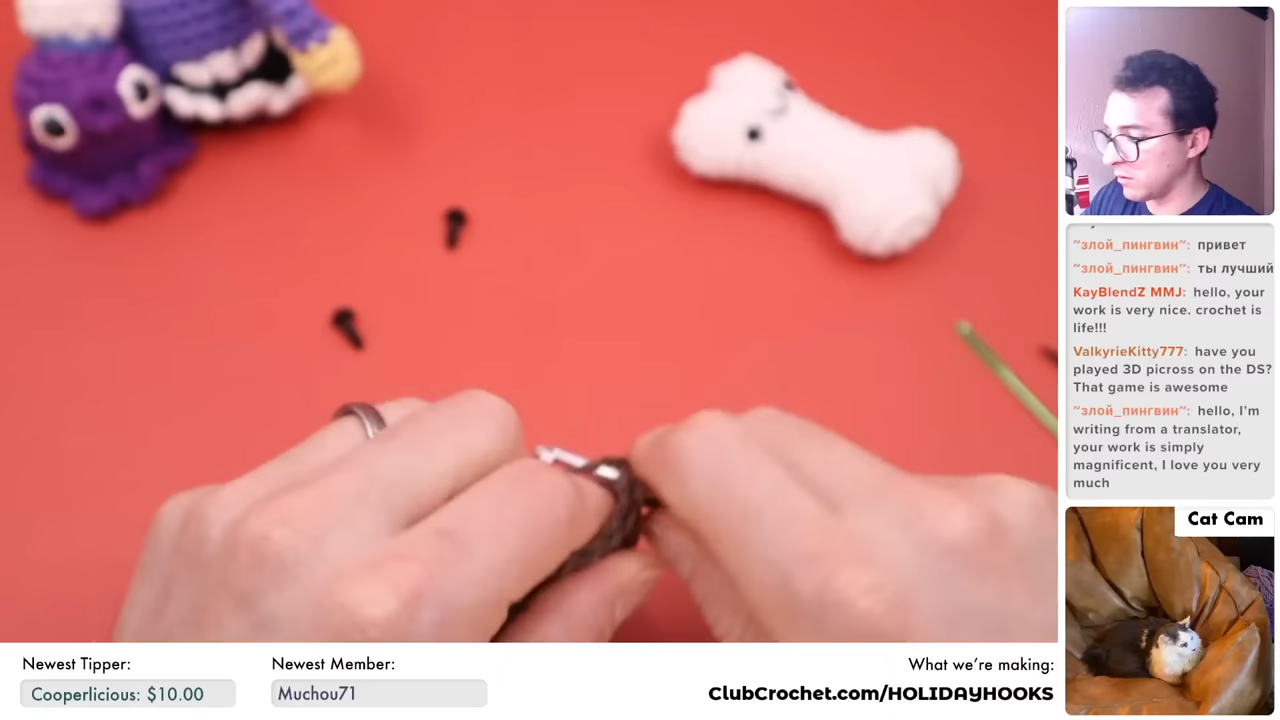 ~злой_пингвин~: привет
~злой_пингвин~: ты лучший
KayBlendZ MMJ: hello, your
work is very nice. crochet is
life!!!
ValkyrieKitty777: have you
played 3D picross on the DS?
That game is awesome
~злой_пингвин~: hello, I'm
writing from a translator,
your work is simply
magnificent, I love you very
much
Cat Cam
Newest Tipper:
Cooperlicious: $10.00
Newest Member:
Muchou71
What we're making:
ClubCrochet.com/HOLIDAYHOOKS